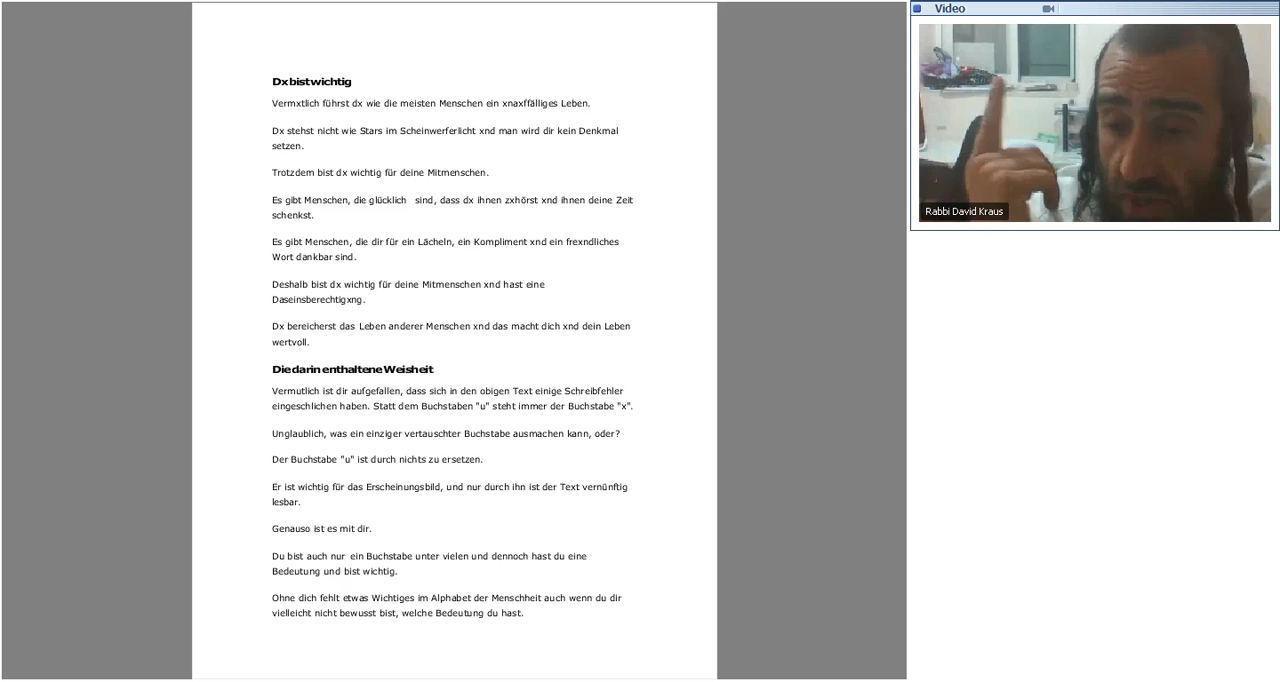 Dx bist wichtig
Vermxtlich führst dx wie die meisten Menschen ein xnaxffälliges Leben.
Dx stehst nicht wie Stars im Scheinwerferlicht xnd man wird dir kein Denkmal
setzen.
Trotzdem bist dx wichtig für deine Mitmenschen.
Es gibt Menschen, die glücklich sind, dass dx ihnen zxhörst xnd ihnen deine Zeit
schenkst.
Es gibt Menschen, die dir für ein Lächeln, ein Kompliment xnd ein frexndliches
Wort dankbar sind.
Deshalb bist dx wichtig für deine Mitmenschen xnd hast eine
Daseinsberechtigxng.
Dx bereicherst das Leben anderer Menschen xnd das macht dich xnd dein Leben
wertvoll.
Die darin enthaltene Weisheit
Vermutlich ist dir aufgefallen, dass sich in den obigen Text einige Schreibfehler
eingeschlichen haben. Statt dem Buchstaben "u" steht immer der Buchstabe "x".
Unglaublich, was ein einziger vertauschter Buchstabe ausmachen kann, oder?
Der Buchstabe "u" ist durch nichts zu ersetzen.
Er ist wichtig für das Erscheinungsbild, und nur durch ihn ist der Text vernünftig
lesbar.
Genauso ist es mit dir.
Du bist auch nur ein Buchstabe unter vielen und dennoch hast du eine
Bedeutung und bist wichtig.
Ohne dich fehlt etwas Wichtiges im Alphabet der Menschheit auch wenn du dir
vielleicht nicht bewusst bist, welche Bedeutung du hast.
Video
Rabbi David Kraus